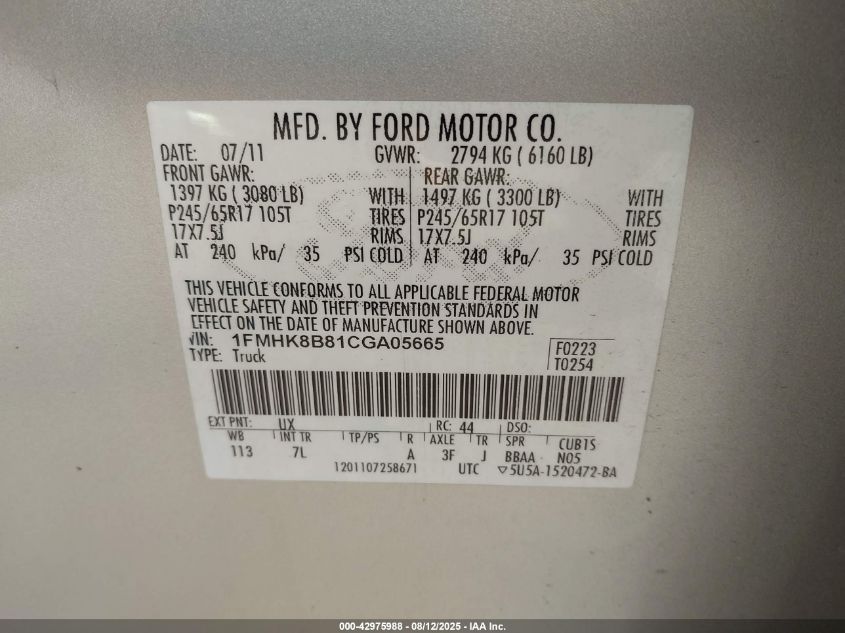 MFD. BY FORD MOTOR CO.
DATE: 07/11 GVWR: 2794 KG ( 6160 LB)
FRONT GAWR: REAR GAWR:
1397 KG ( 3080 LB) WITH 1497 KG ( 3300 LB) WITH
P245/65R17 105T TIRES P245/65R17 105T TIRES
17X7.5J RIMS 17X7.5J RIMS
AT 240 kPa/ 35 PSI COLD AT 240 kPa/ 35 PSI COLD
THIS VEHICLE CONFORMS TO ALL APPLICABLE FEDERAL MOTOR
VEHICLE SAFETY AND THEFT PREVENTION STANDARDS IN
EFFECT ON THE DATE OF MANUFACTURE SHOWN ABOVE.
VIN: 1FMHK8B81CGA05665 F0223
TYPE: Truck T0254
EXT PNT: UX RC: 44 DSO:
WB INT TR TP/PS R AXLE TR SPR CUB1S
113 7L A 3F J BBAA NO5
1201107258671 UTC ▽5U5A-1520472-BA
000-42975988 - 08/12/2025 - IAA Inc.